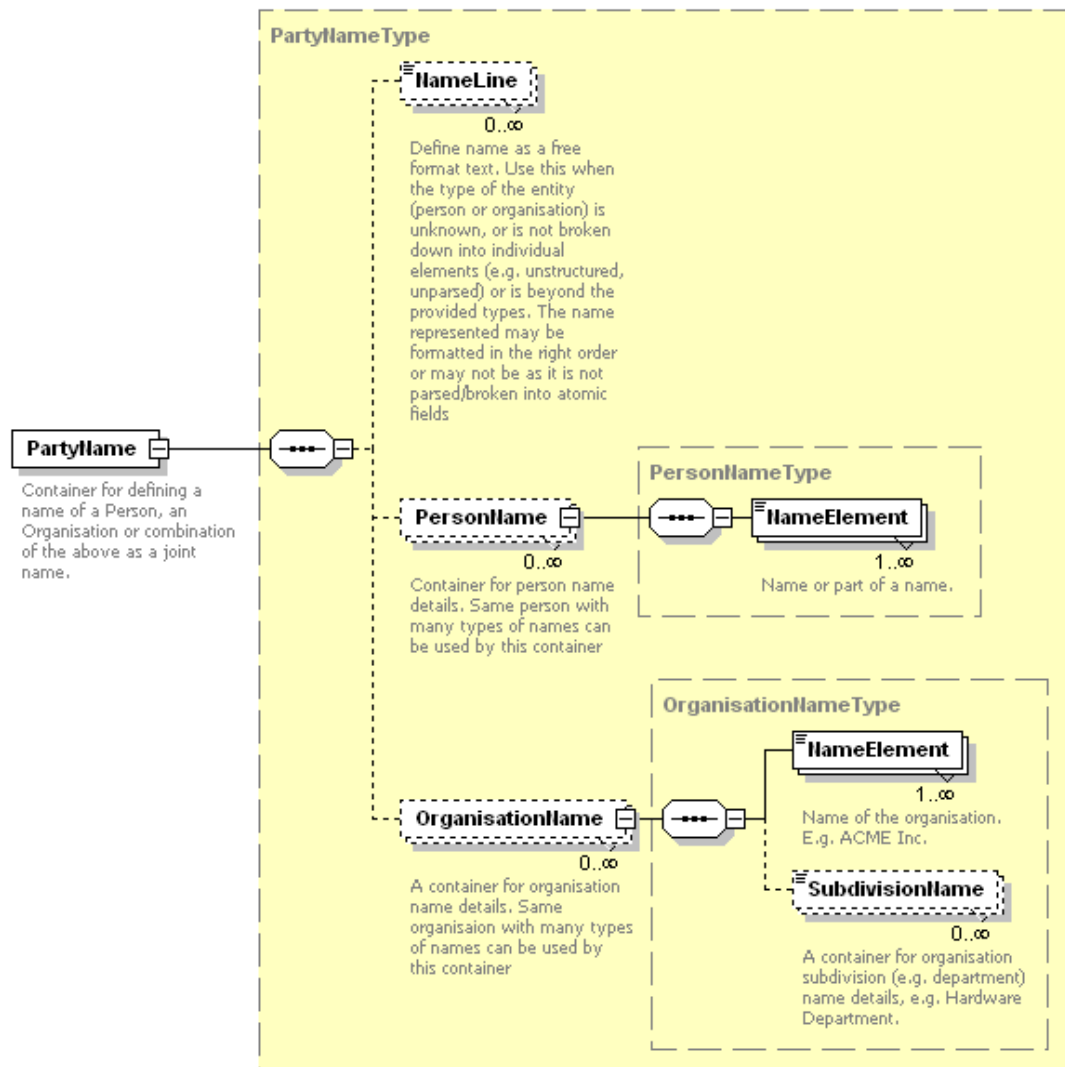 PartyNameType
NameLine
0..∞
Define name as a free
format text. Use this when
the type of the entity
(person or organisation) is
unknown, or is not broken
down into individual
elements (e.g. unstructured,
unparsed) or is beyond the
provided types. The name
represented may be
formatted in the right order
or may not be as it is not
parsed/broken into atomic
fields
PartyName
Container for defining a
name of a Person, an
Organisation or combination
of the above as a joint
name.
PersonName
0..∞
Container for person name
details. Same person with
many types of names can
be used by this container
PersonNameType
NameElement
1..∞
Name or part of a name.
OrganisationName
0..∞
A container for organisation
name details. Same
organisaion with many types
of names can be used by
this container
OrganisationNameType
NameElement
1..∞
Name of the organisation.
E.g. ACME Inc.
SubdivisionName
0..∞
A container for organisation
subdivision (e.g. department)
name details, e.g. Hardware
Department.